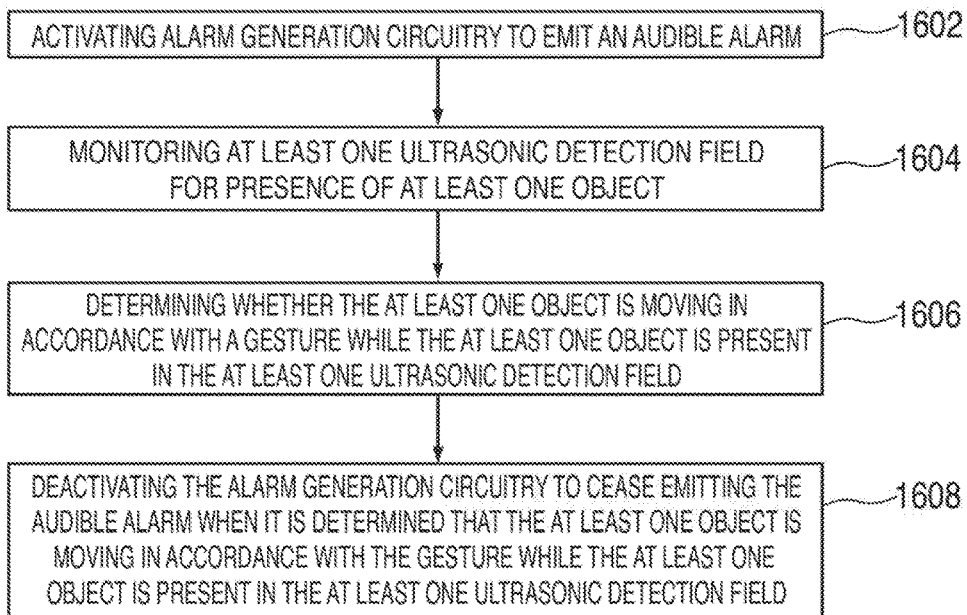 ACTIVATING ALARM GENERATION CIRCUITRY TO EMIT AN AUDIBLE ALARM
1602
MONITORING AT LEAST ONE ULTRASONIC DETECTION FIELD
FOR PRESENCE OF AT LEAST ONE OBJECT
1604
DETERMINING WHETHER THE AT LEAST ONE OBJECT IS MOVING IN
ACCORDANCE WITH A GESTURE WHILE THE AT LEAST ONE OBJECT IS PRESENT
IN THE AT LEAST ONE ULTRASONIC DETECTION FIELD
1606
DEACTIVATING THE ALARM GENERATION CIRCUITRY TO CEASE EMITTING THE
AUDIBLE ALARM WHEN IT IS DETERMINED THAT THE AT LEAST ONE OBJECT IS
MOVING IN ACCORDANCE WITH THE GESTURE WHILE THE AT LEAST ONE
OBJECT IS PRESENT IN THE AT LEAST ONE ULTRASONIC DETECTION FIELD
1608